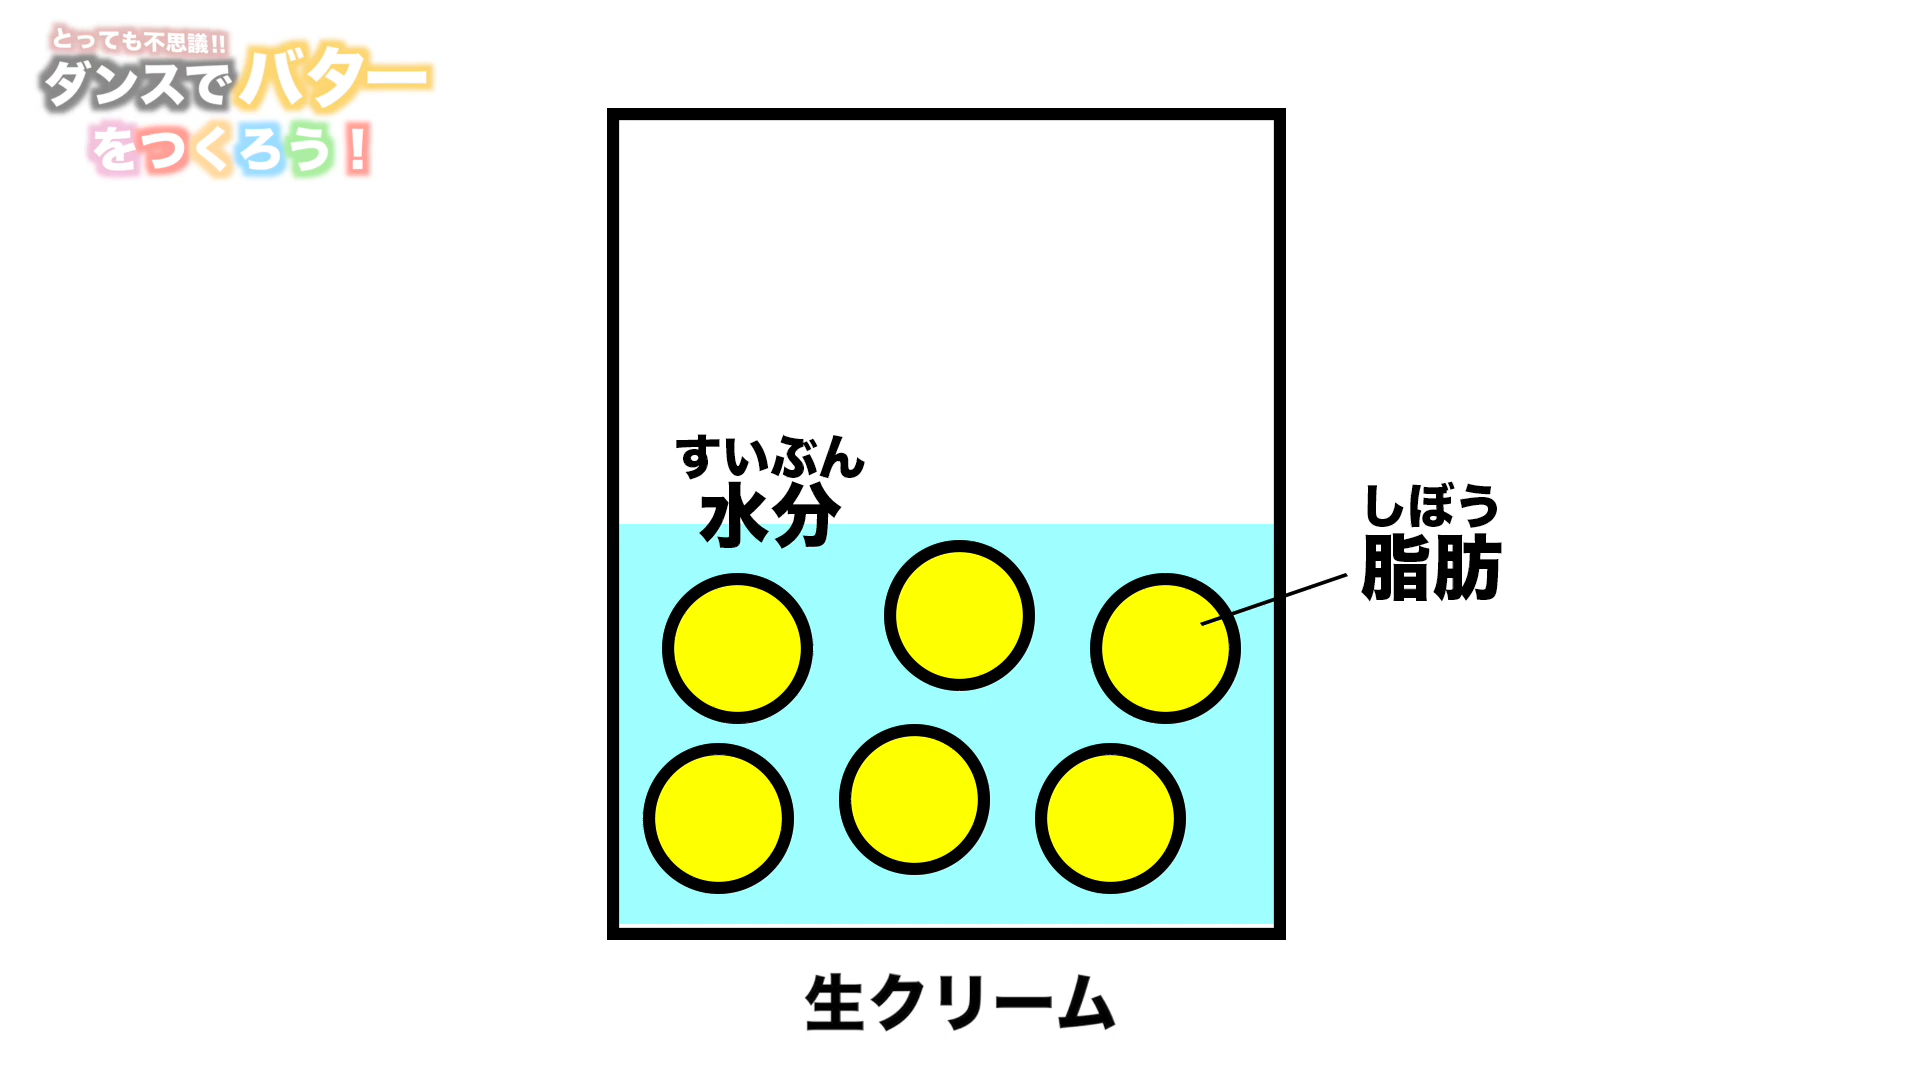 とっても不思議!!
ダンスでバター
をつくろう！
すいぶん
水分
しぼう
脂肪
生クリーム